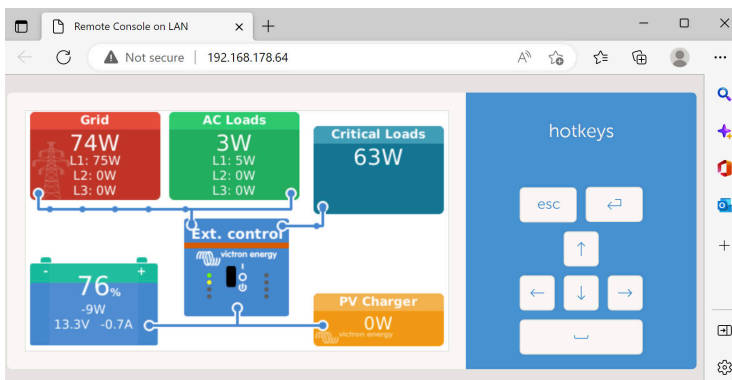 Remote Console on LAN
Not secure | 192.168.178.64
Grid
74W
L1: 75W
L2: 0W
L3: 0W
AC Loads
3W
L1: 5W
L2: 0W
L3: 0W
Critical Loads
63W
Ext. control
victron energy
76%
-9W
13.3V -0.7A
PV Charger
0W
victron energy
hotkeys
esc